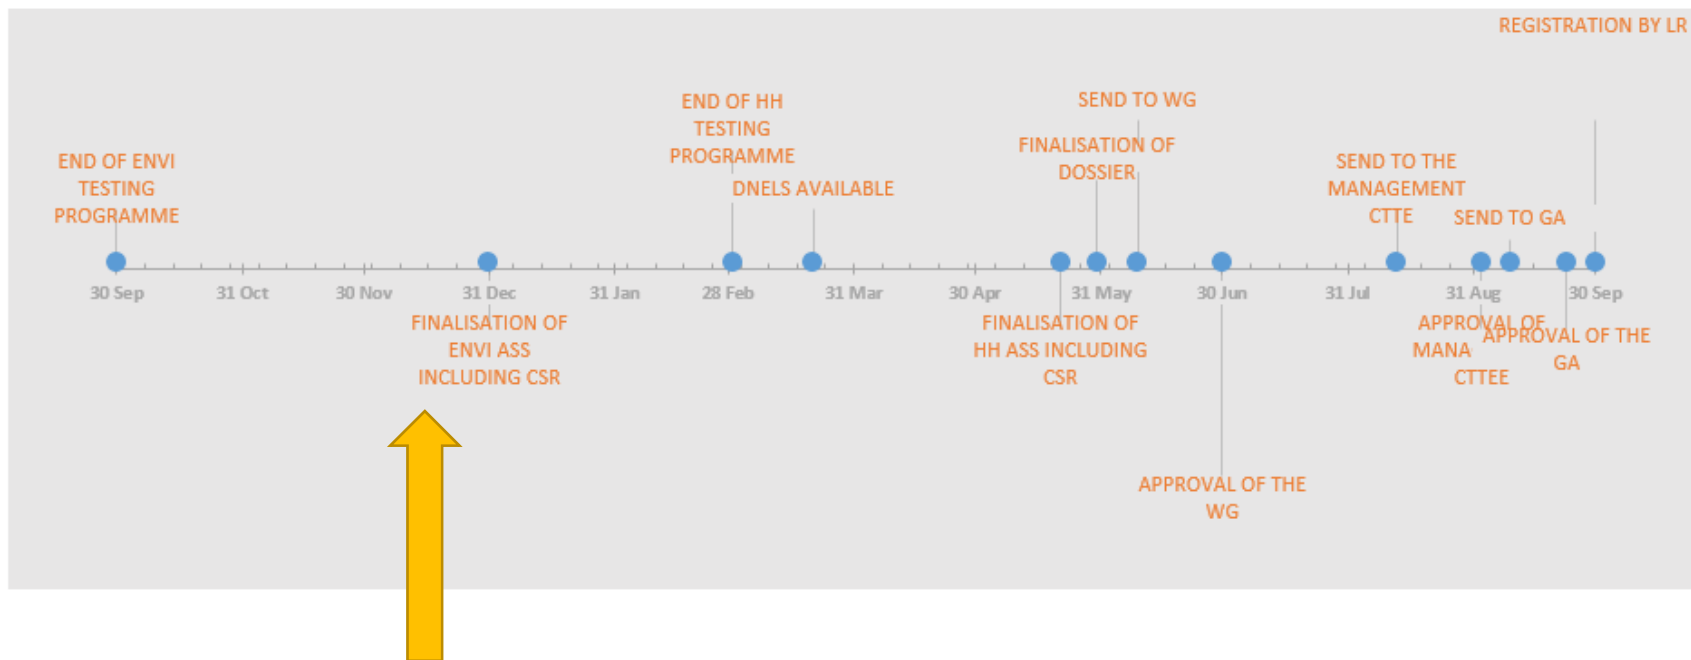 REGISTRATION BY LR
END OF HH
TESTING
PROGRAMME
SEND TO WG
FINALISATION OF
DOSSIER
END OF ENVI
TESTING
PROGRAMME
DNELS AVAILABLE
SEND TO THE
MANAGEMENT
CTTE
SEND TO GA
30 Sep
31 Oct
30 Nov
31 Dec
31 Jan
28 Feb
31 Mar
30 Apr
31 May
30 Jun
31 Jul
31 Aug
30 Sep
FINALISATION OF
ENVI ASS
INCLUDING CSR
FINALISATION OF
HH ASS INCLUDING
CSR
APPROVAL OF
MANA
CTTEE
APPROVAL OF THE
GA
APPROVAL OF THE
WG